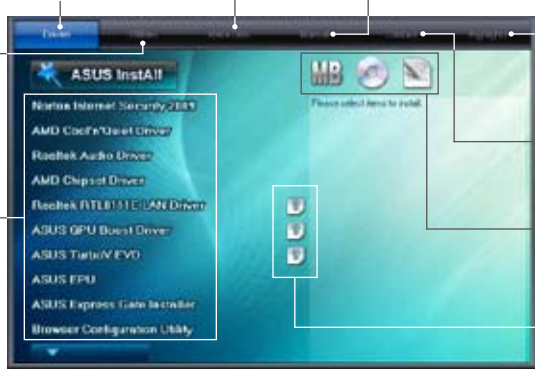 Drivers
ASUS InstAll
MB
Please select items to install.
Norton Internet Security 2009
AMD Cool'n'Quiet Driver
Realtek Audio Driver
AMD Chipset Driver
Realtek RTL8111E LAN Driver
ASUS GPU Boost Driver
ASUS TurboV EVO
ASUS EPU
ASUS Express Gate Installer
Browser Configuration Utility